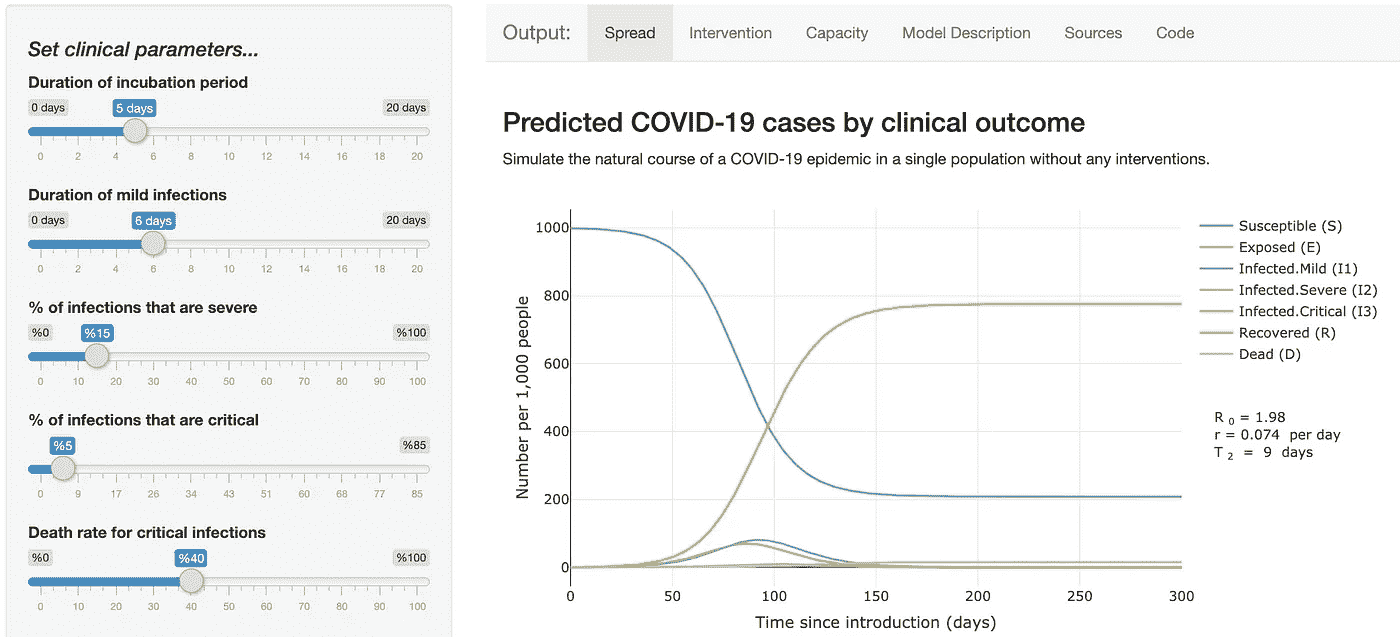 Set clinical parameters...
Duration of incubation period
0 days 5 days 20 days
0 2 4 6 8 10 12 14 16 18 20
Duration of mild infections
0 days 6 days 20 days
0 2 4 6 8 10 12 14 16 18 20
% of infections that are severe
%0 %15 %100
0 10 20 30 40 50 60 70 80 90 100
% of infections that are critical
%5 %85
0 9 17 26 34 43 51 60 68 77 85
Death rate for critical infections
%0 %40 %100
0 10 20 30 40 50 60 70 80 90 100
Output: Spread Intervention Capacity Model Description Sources Code
Predicted COVID-19 cases by clinical outcome
Simulate the natural course of a COVID-19 epidemic in a single population without any interventions.
Number per 1,000 people
1000
800
600
400
200
0
0 50 100 150 200 250 300
Time since introduction (days)
Susceptible (S)
Exposed (E)
Infected.Mild (I1)
Infected.Severe (I2)
Infected.Critical (I3)
Recovered (R)
Dead (D)
R 0 = 1.98
r = 0.074 per day
T 2 = 9 days